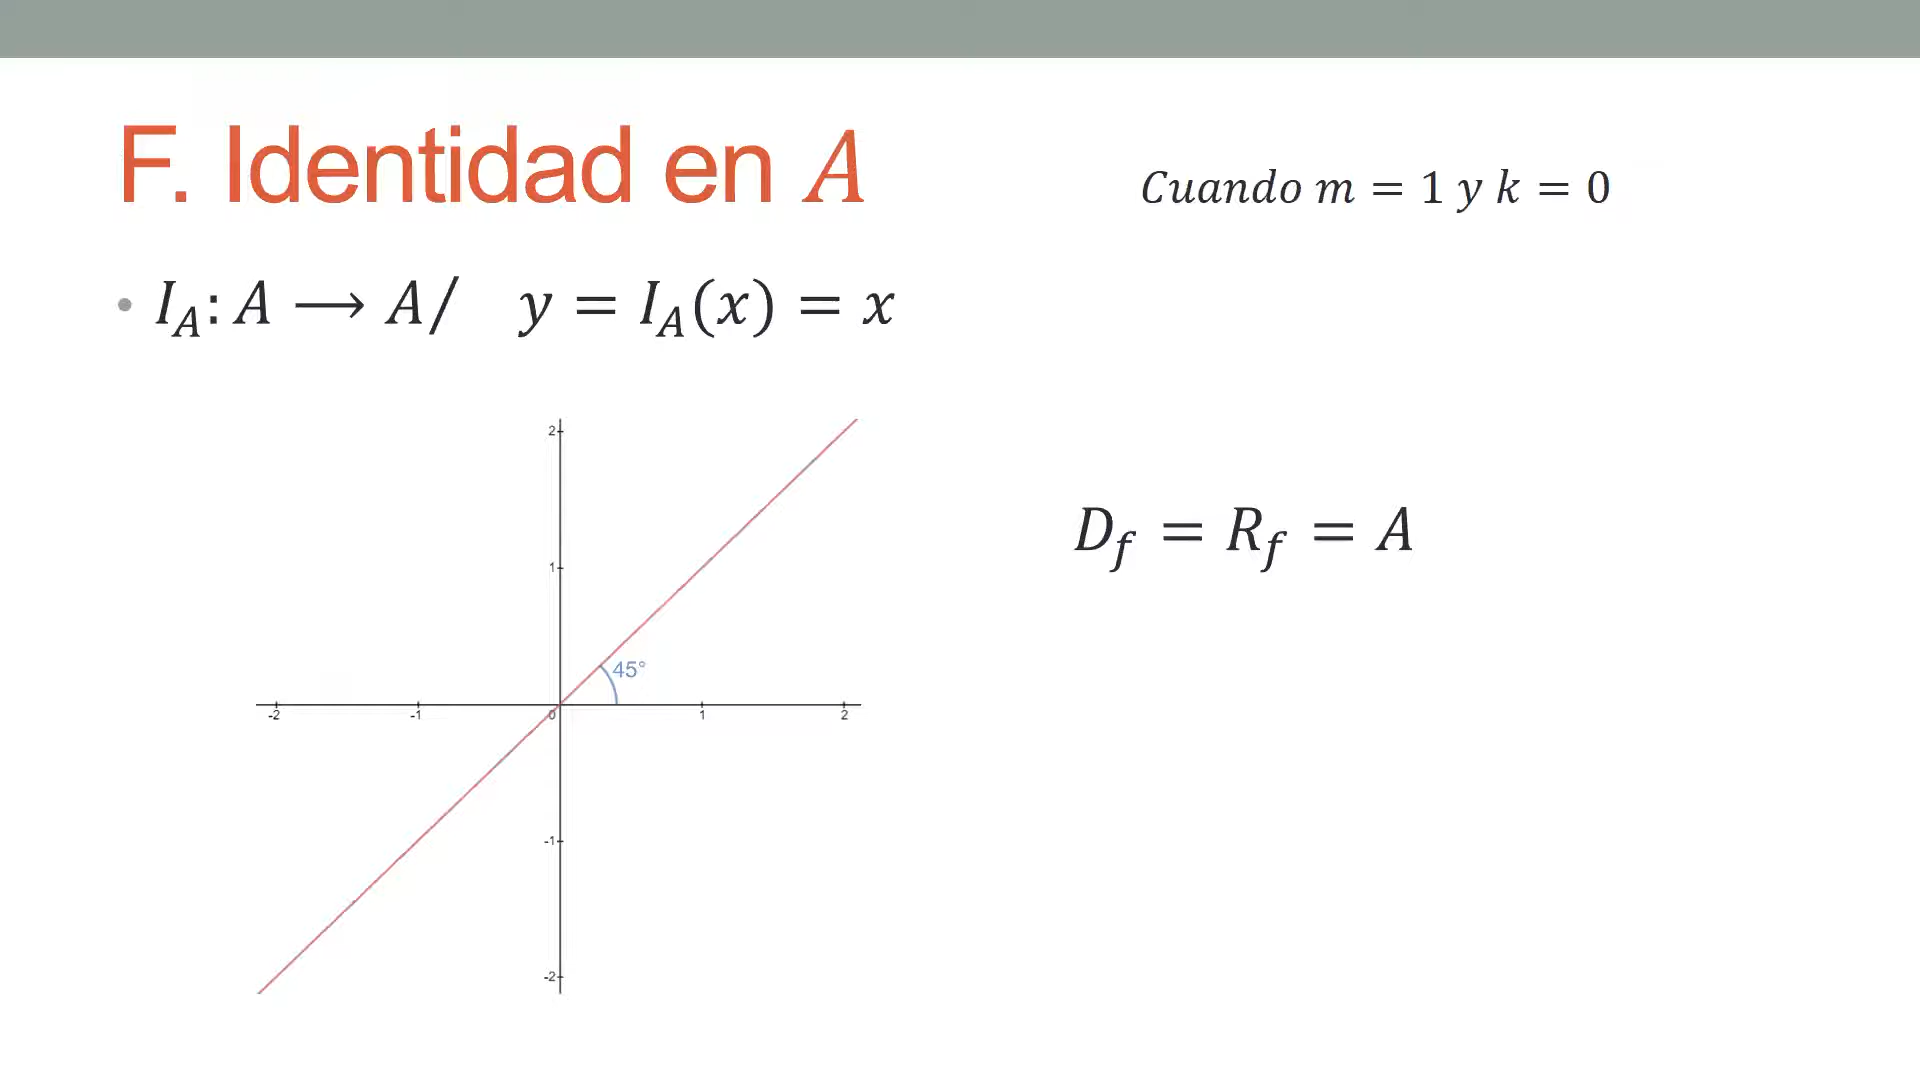 F. Identidad en A
Cuando m = 1 y k = 0
• I_A: A ⟶ A/ y = I_A(x) = x
D_f = R_f = A
2
1
45°
-2 -1 0 1 2
-1
-2